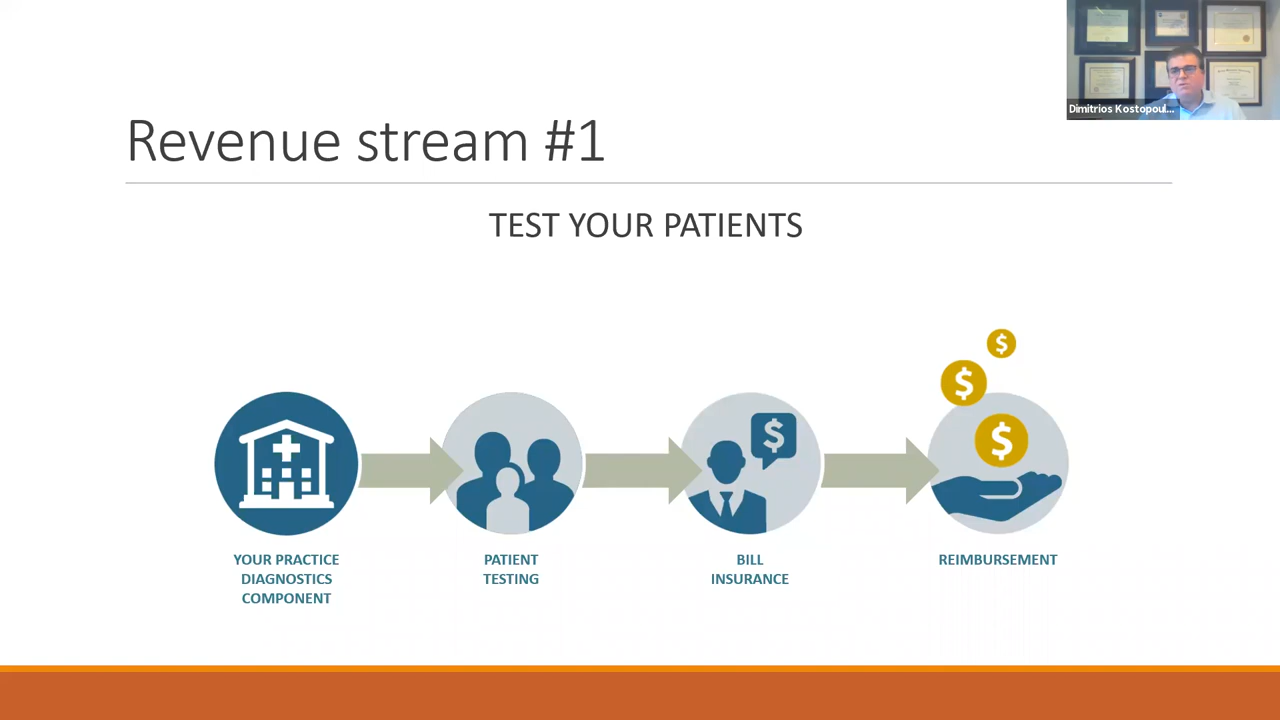 Dimitrios Kostopoul...
Revenue stream #1
TEST YOUR PATIENTS
$
$
$
$
YOUR PRACTICE
DIAGNOSTICS
COMPONENT
PATIENT
TESTING
BILL
INSURANCE
REIMBURSEMENT